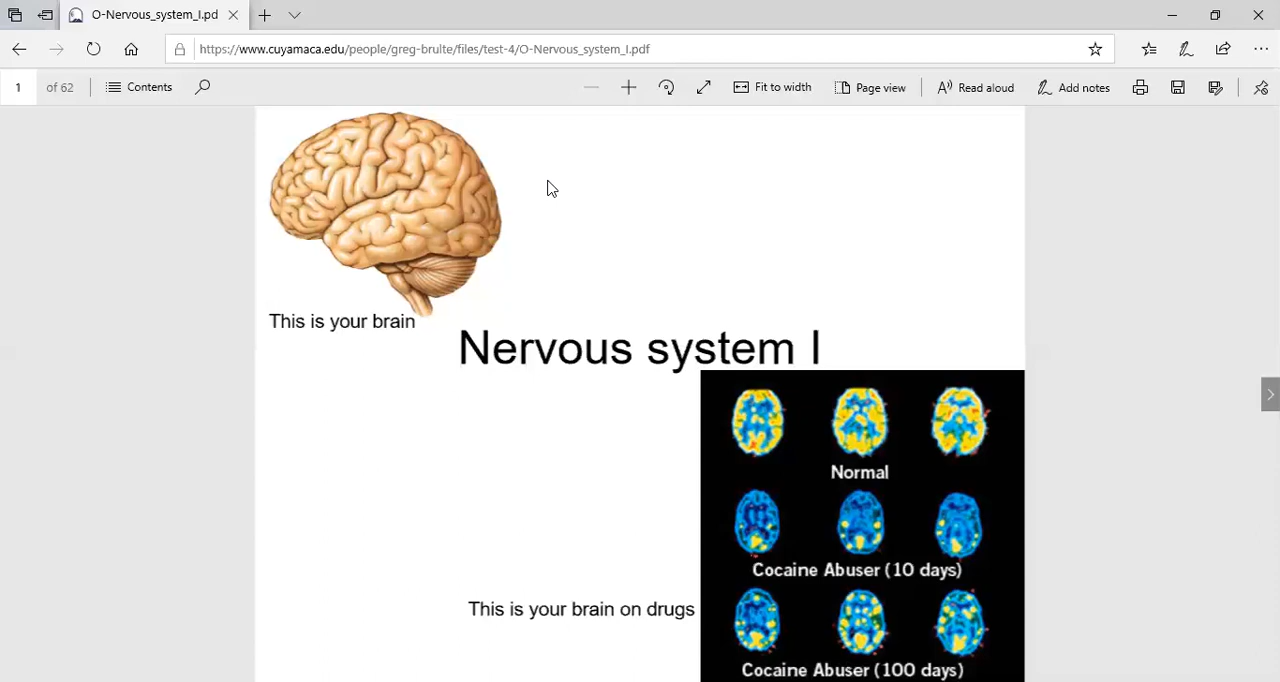 O-Nervous_system_I.pd
https://www.cuyamaca.edu/people/greg-brulte/files/test-4/O-Nervous_system_I.pdf
1 of 62 Contents Fit to width Page view Read aloud Add notes
This is your brain
Nervous system I
Normal
Cocaine Abuser (10 days)
This is your brain on drugs
Cocaine Abuser (100 days)